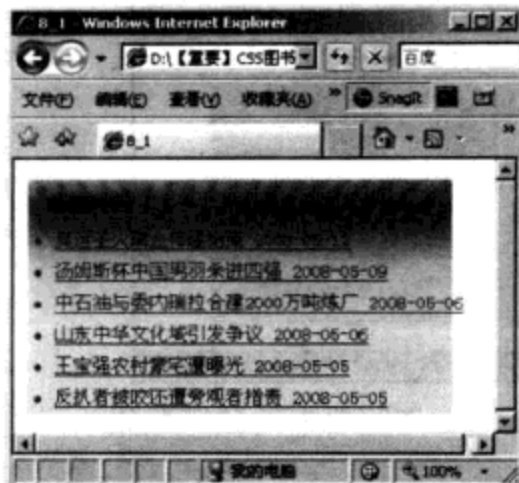 8_1 - Windows Internet Explorer
D:\【重要】CSS图书 百度
文件(F) 编辑(E) 查看(V) 收藏夹(A) » SnagIt
8_1 »
汤姆斯杯中国男羽杀进四强 2008-05-09
中石油与委内瑞拉合建2000万吨炼厂 2008-05-06
山东中华文化城引发争议 2008-05-06
王宝强农村豪宅遭曝光 2008-05-05
反扒者被咬伤遭旁观者指责 2008-05-05
我的电脑 100%